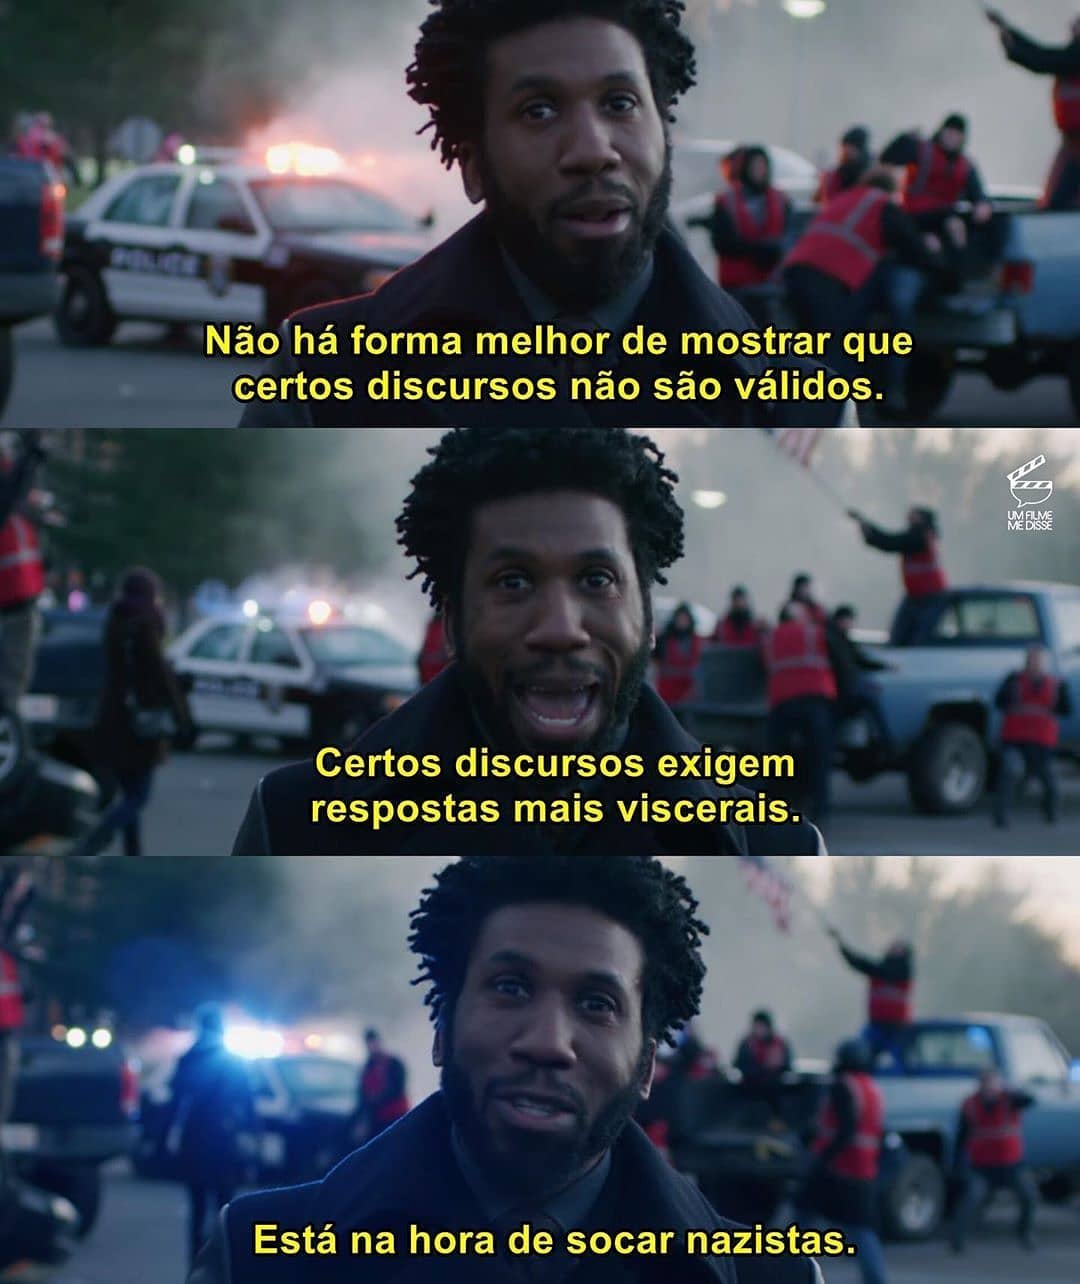 POLICE
Não há forma melhor de mostrar que
certos discursos não são válidos.
UM FILME
ME DISSE
Certos discursos exigem
respostas mais viscerais.
Está na hora de socar nazistas.